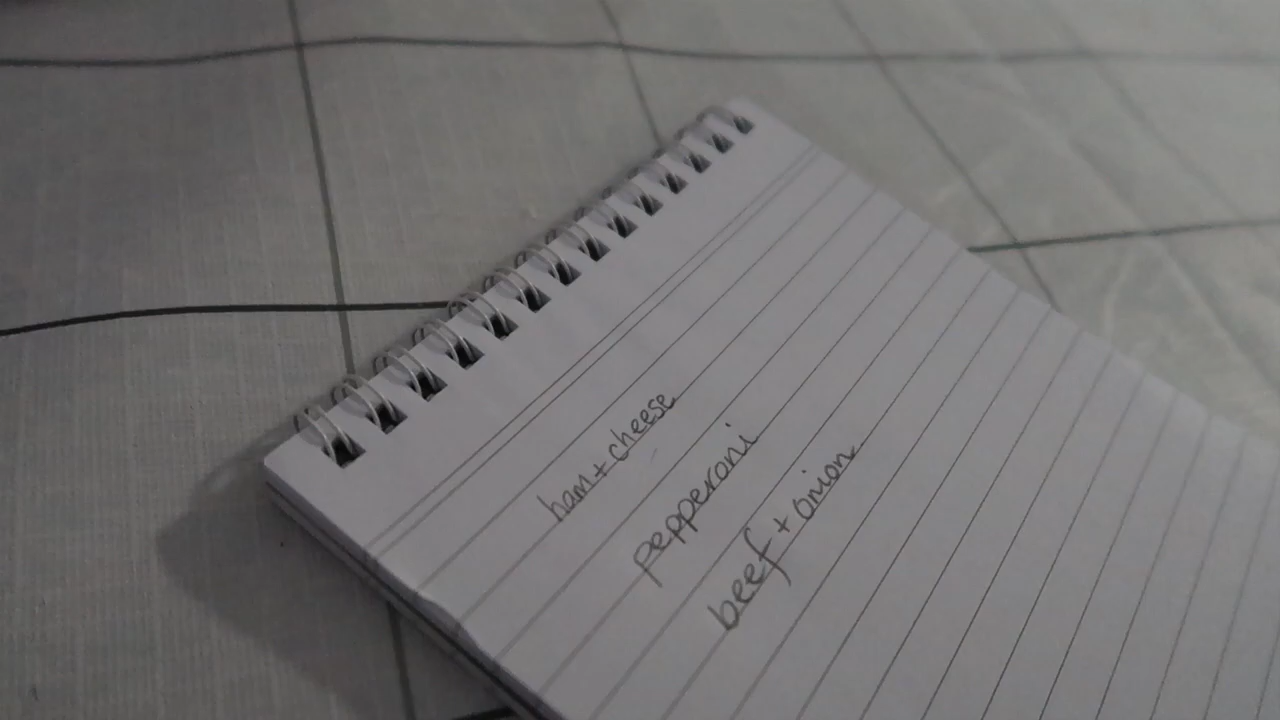 ham + cheese
pepperoni
beef + onion